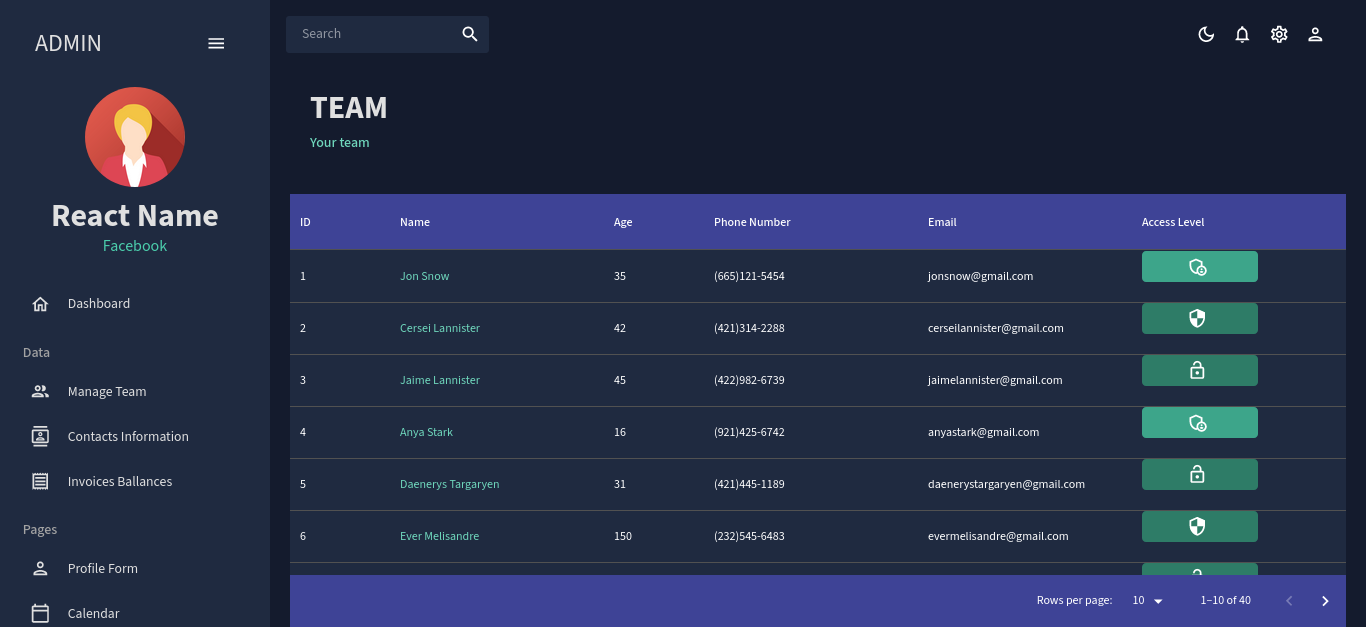 ADMIN
Search
React Name
Facebook
Dashboard
Data
Manage Team
Contacts Information
Invoices Ballances
Pages
Profile Form
Calendar
TEAM
Your team
ID Name Age Phone Number Email Access Level
1 Jon Snow 35 (665)121-5454 jonsnow@gmail.com
2 Cersei Lannister 42 (421)314-2288 cerseilannister@gmail.com
3 Jaime Lannister 45 (422)982-6739 jaimelannister@gmail.com
4 Anya Stark 16 (921)425-6742 anyastark@gmail.com
5 Daenerys Targaryen 31 (421)445-1189 daenerystargaryen@gmail.com
6 Ever Melisandre 150 (232)545-6483 evermelisandre@gmail.com
Rows per page: 10 1–10 of 40